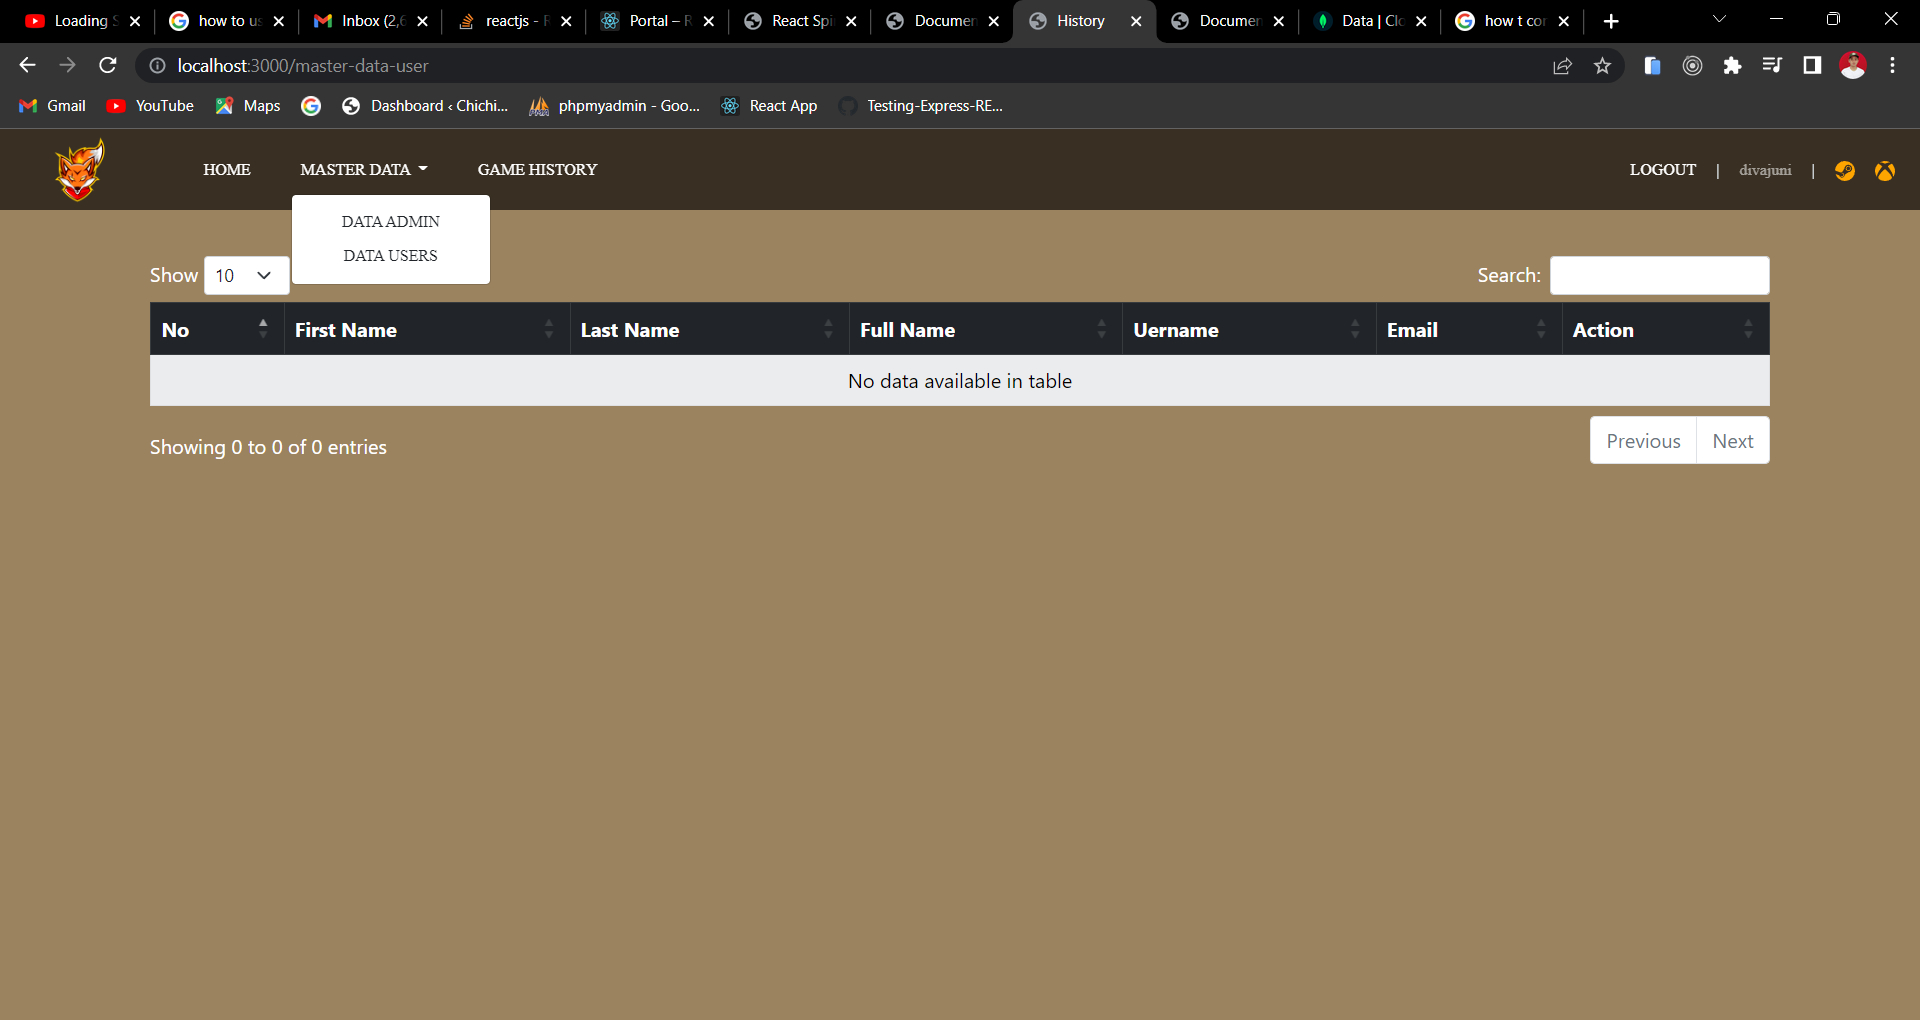 Loading S
how to us
Inbox (2,6
reactjs - R
Portal – R
React Spi
Documen
History
Documen
Data | Clo
how t con
localhost:3000/master-data-user
Gmail
YouTube
Maps
Dashboard ‹ Chichi...
phpmyadmin - Goo...
React App
Testing-Express-RE...
HOME
MASTER DATA
GAME HISTORY
LOGOUT | divajuni |
DATA ADMIN
DATA USERS
Show 10
Search:
No First Name Last Name Full Name Uername Email Action
No data available in table
Showing 0 to 0 of 0 entries
Previous Next